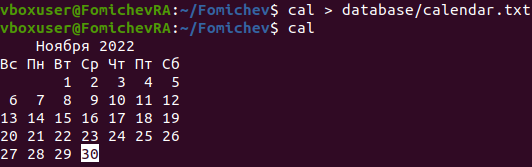 vboxuser@FomichevRA:~/Fomichev$ cal > database/calendar.txt
vboxuser@FomichevRA:~/Fomichev$ cal
    Ноября 2022
Вс Пн Вт Ср Чт Пт Сб
       1  2  3  4  5
 6  7  8  9 10 11 12
13 14 15 16 17 18 19
20 21 22 23 24 25 26
27 28 29 30